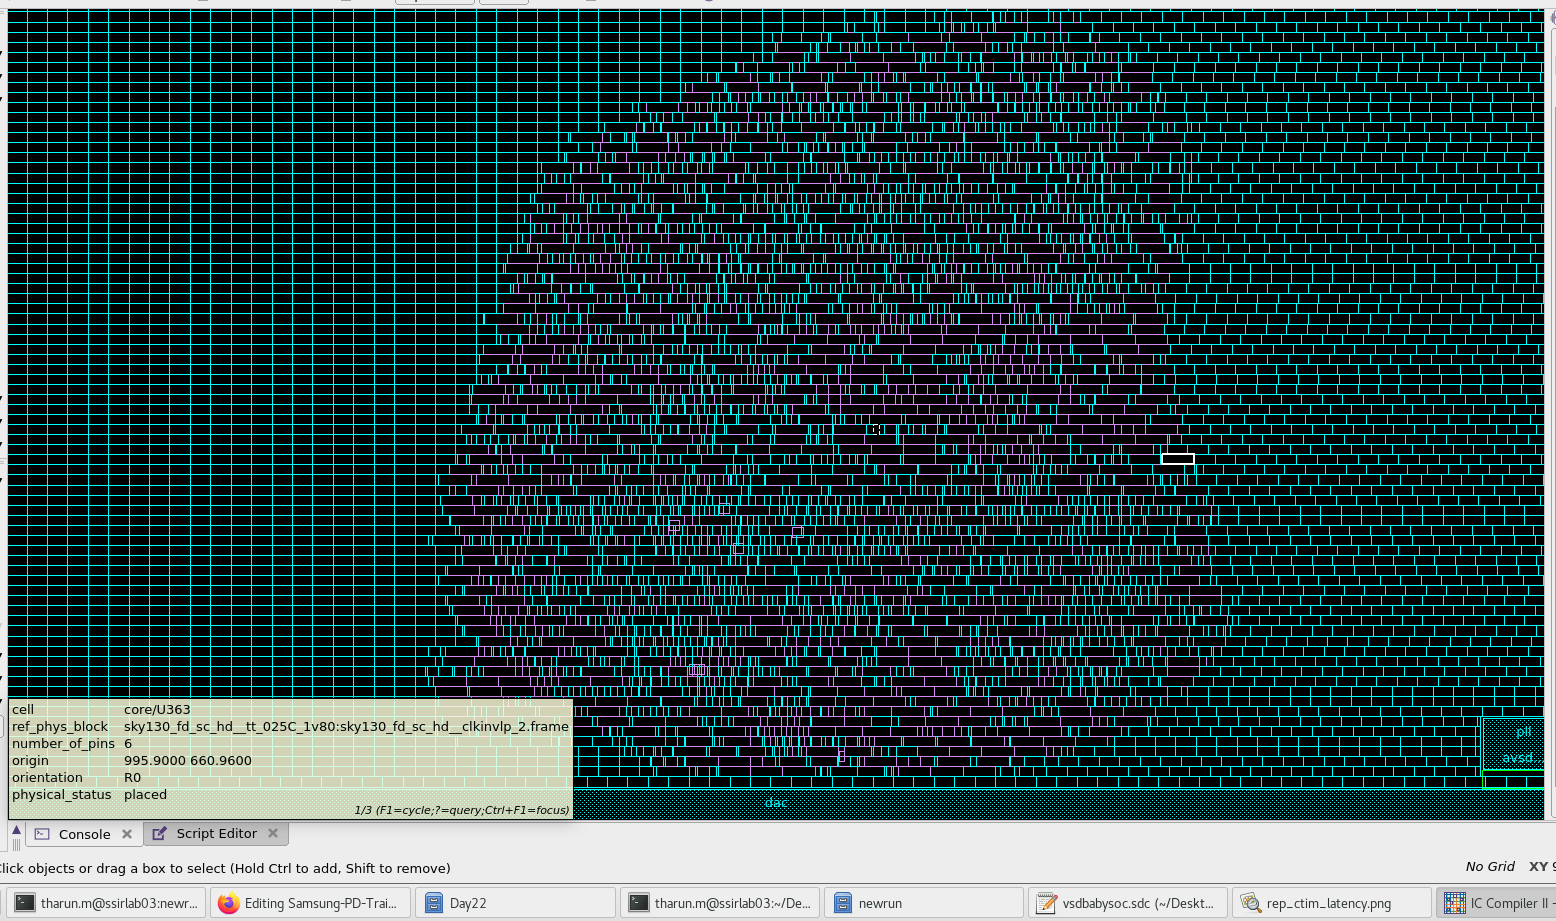 pll
avsd...
cell core/U363
ref_phys_block sky130_fd_sc_hd__tt_025C_1v80:sky130_fd_sc_hd__clkinvlp_2.frame
number_of_pins 6
origin 995.9000 660.9600
orientation R0
physical_status placed
1/3 (F1=cycle;?=query;Ctrl+F1=focus)
dac
Console Script Editor
Click objects or drag a box to select (Hold Ctrl to add, Shift to remove)
No Grid XY 9
tharun.m@ssirlab03:newr... Editing Samsung-PD-Trai... Day22 tharun.m@ssirlab03:~/De... newrun vsdbabysoc.sdc (~/Deskt... rep_ctim_latency.png IC Compiler II -